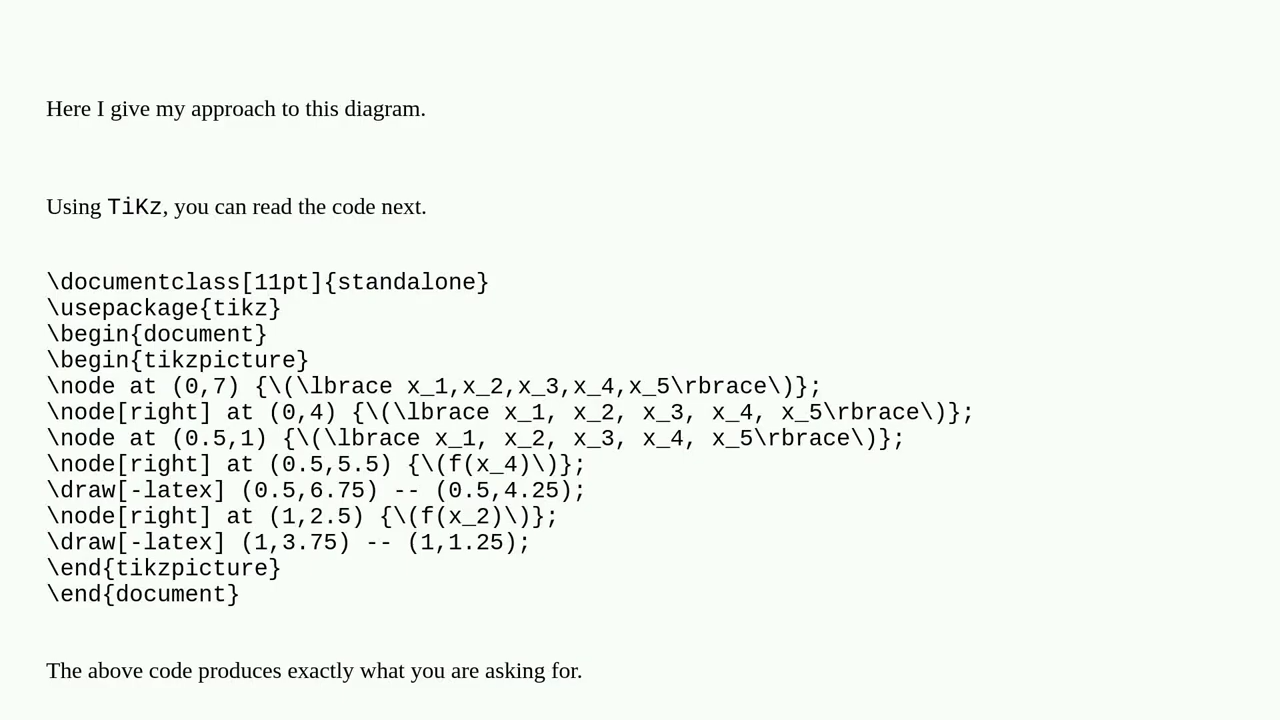 Here I give my approach to this diagram.
Using TiKz, you can read the code next.
\documentclass[11pt]{standalone}
\usepackage{tikz}
\begin{document}
\begin{tikzpicture}
\node at (0,7) {\(\lbrace x_1,x_2,x_3,x_4,x_5\rbrace\)};
\node[right] at (0,4) {\(\lbrace x_1, x_2, x_3, x_4, x_5\rbrace\)};
\node at (0.5,1) {\(\lbrace x_1, x_2, x_3, x_4, x_5\rbrace\)};
\node[right] at (0.5,5.5) {\(f(x_4)\)};
\draw[-latex] (0.5,6.75) -- (0.5,4.25);
\node[right] at (1,2.5) {\(f(x_2)\)};
\draw[-latex] (1,3.75) -- (1,1.25);
\end{tikzpicture}
\end{document}
The above code produces exactly what you are asking for.